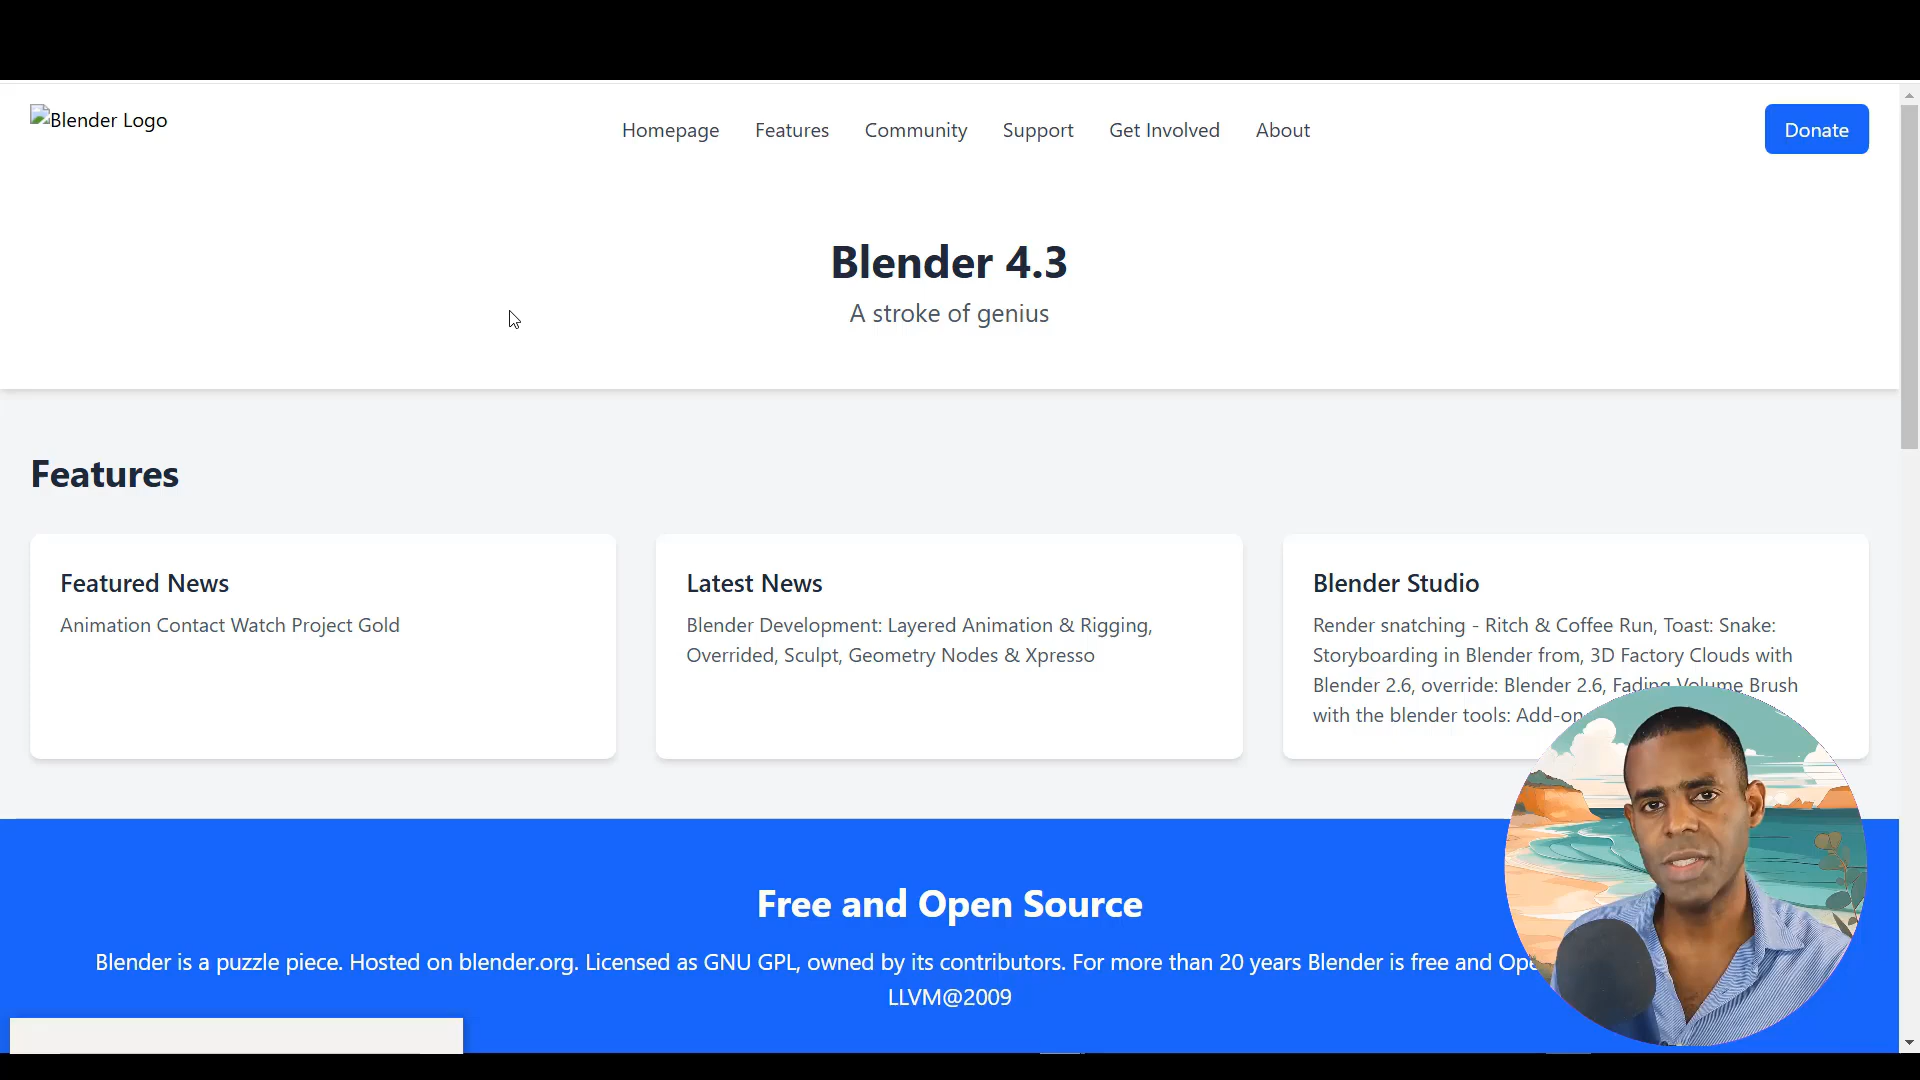 Blender Logo
Homepage Features Community Support Get Involved About
Donate
Blender 4.3
A stroke of genius
Features
Featured News
Animation Contact Watch Project Gold
Latest News
Blender Development: Layered Animation & Rigging,
Overrided, Sculpt, Geometry Nodes & Xpresso
Blender Studio
Render snatching - Ritch & Coffee Run, Toast: Snake:
Storyboarding in Blender from, 3D Factory Clouds with
Blender 2.6, override: Blender 2.6, Fading Volume Brush
with the blender tools: Add-on
Free and Open Source
Blender is a puzzle piece. Hosted on blender.org. Licensed as GNU GPL, owned by its contributors. For more than 20 years Blender is free and
LLVM@2009